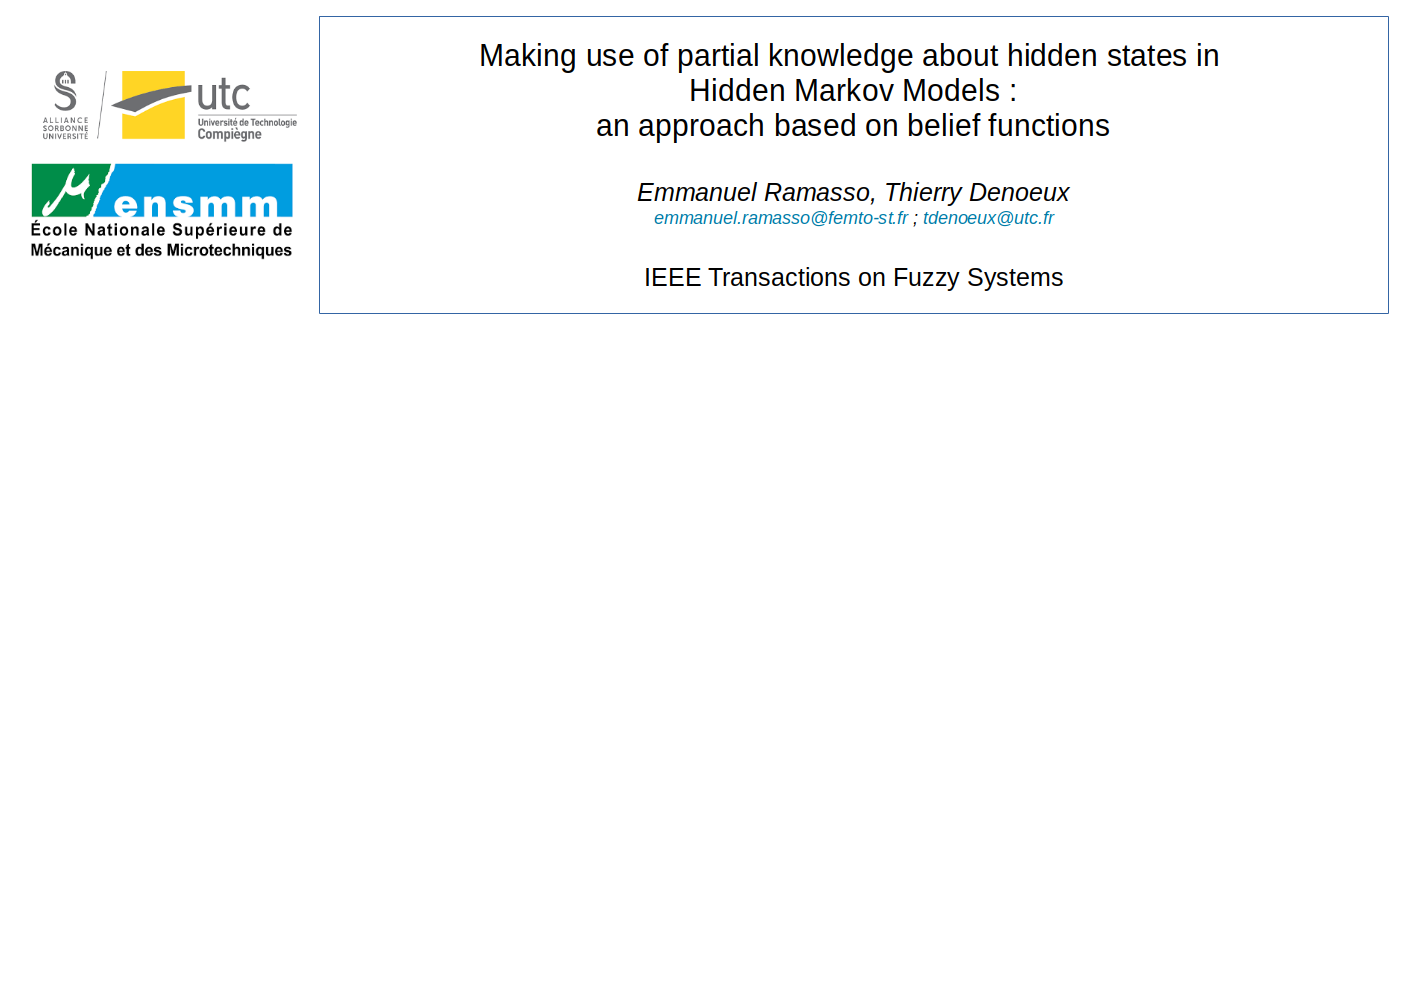 ALLIANCE
SORBONNE
UNIVERSITÉ
utc
Université de Technologie
Compiègne
µ ensmm
École Nationale Supérieure de
Mécanique et des Microtechniques
Making use of partial knowledge about hidden states in
Hidden Markov Models :
an approach based on belief functions
Emmanuel Ramasso, Thierry Denoeux
emmanuel.ramasso@femto-st.fr ; tdenoeux@utc.fr
IEEE Transactions on Fuzzy Systems